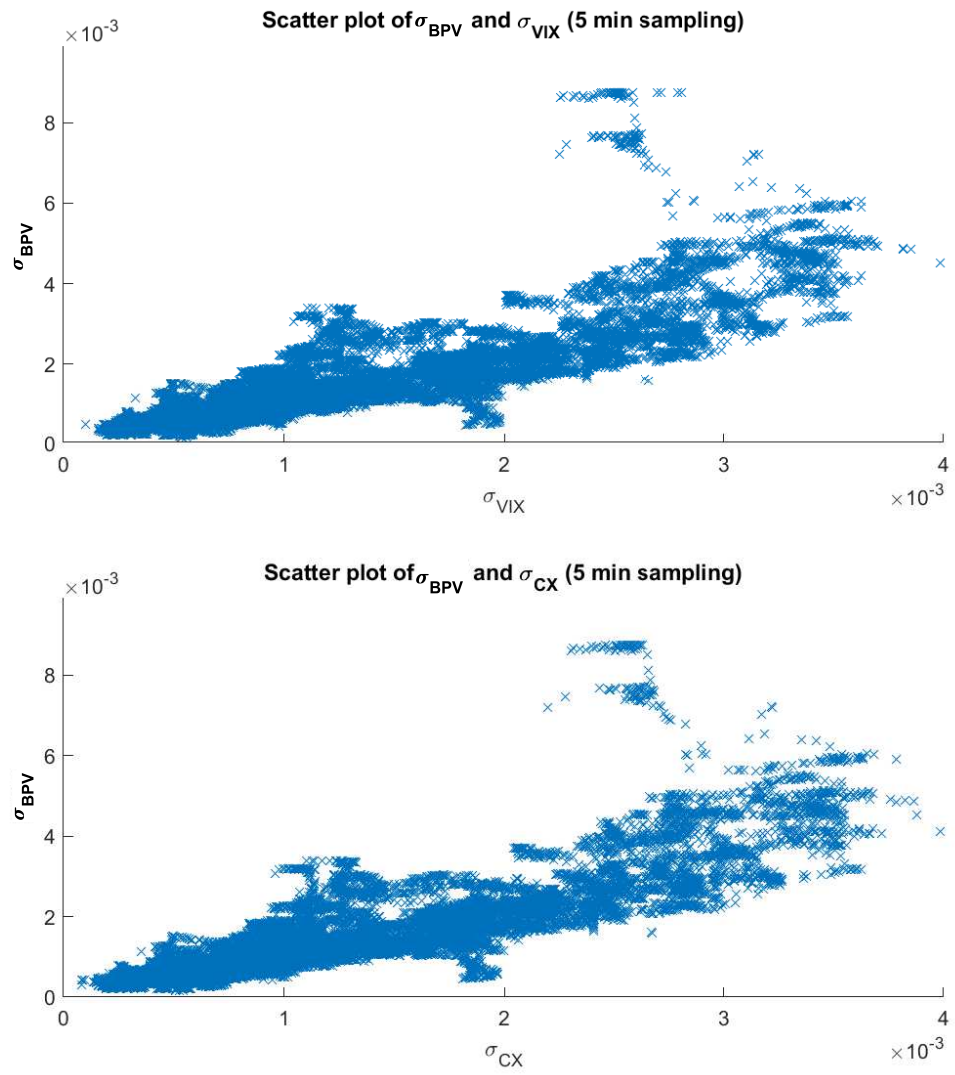 Scatter plot of σBPV and σVIX (5 min sampling)
×10-3
8
6
4
2
0
σBPV
0 1 2 3 4
×10-3
σVIX
Scatter plot of σBPV and σCX (5 min sampling)
×10-3
8
6
4
2
0
σBPV
0 1 2 3 4
×10-3
σCX